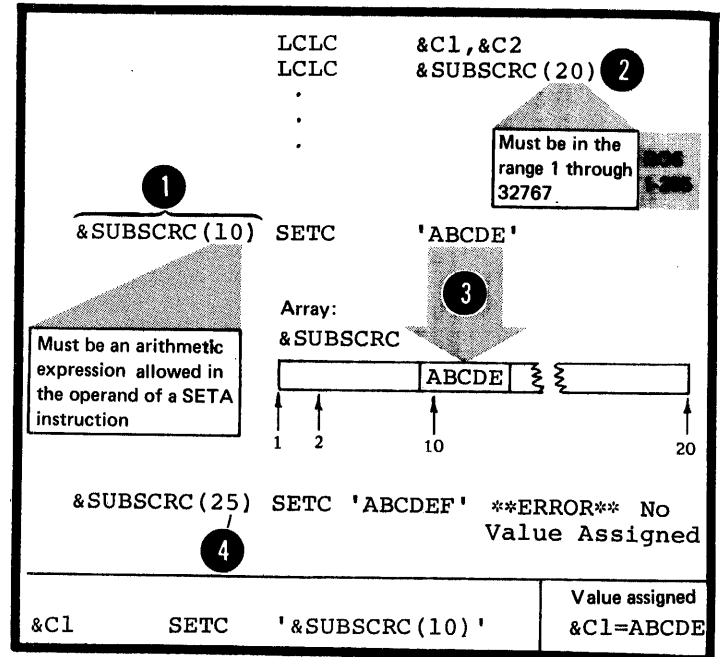 LCLC &C1,&C2
LCLC &SUBSCRC(20) 2
.
.
.
Must be in the
range 1 through
32767
1
&SUBSCRC(10) SETC 'ABCDE'
3
Array:
&SUBSCRC
Must be an arithmetic
expression allowed in
the operand of a SETA
instruction
ABCDE
1 2 10 20
&SUBSCRC(25) SETC 'ABCDEF' **ERROR** No
Value Assigned
4
Value assigned
&C1 SETC '&SUBSCRC(10)' &C1=ABCDE